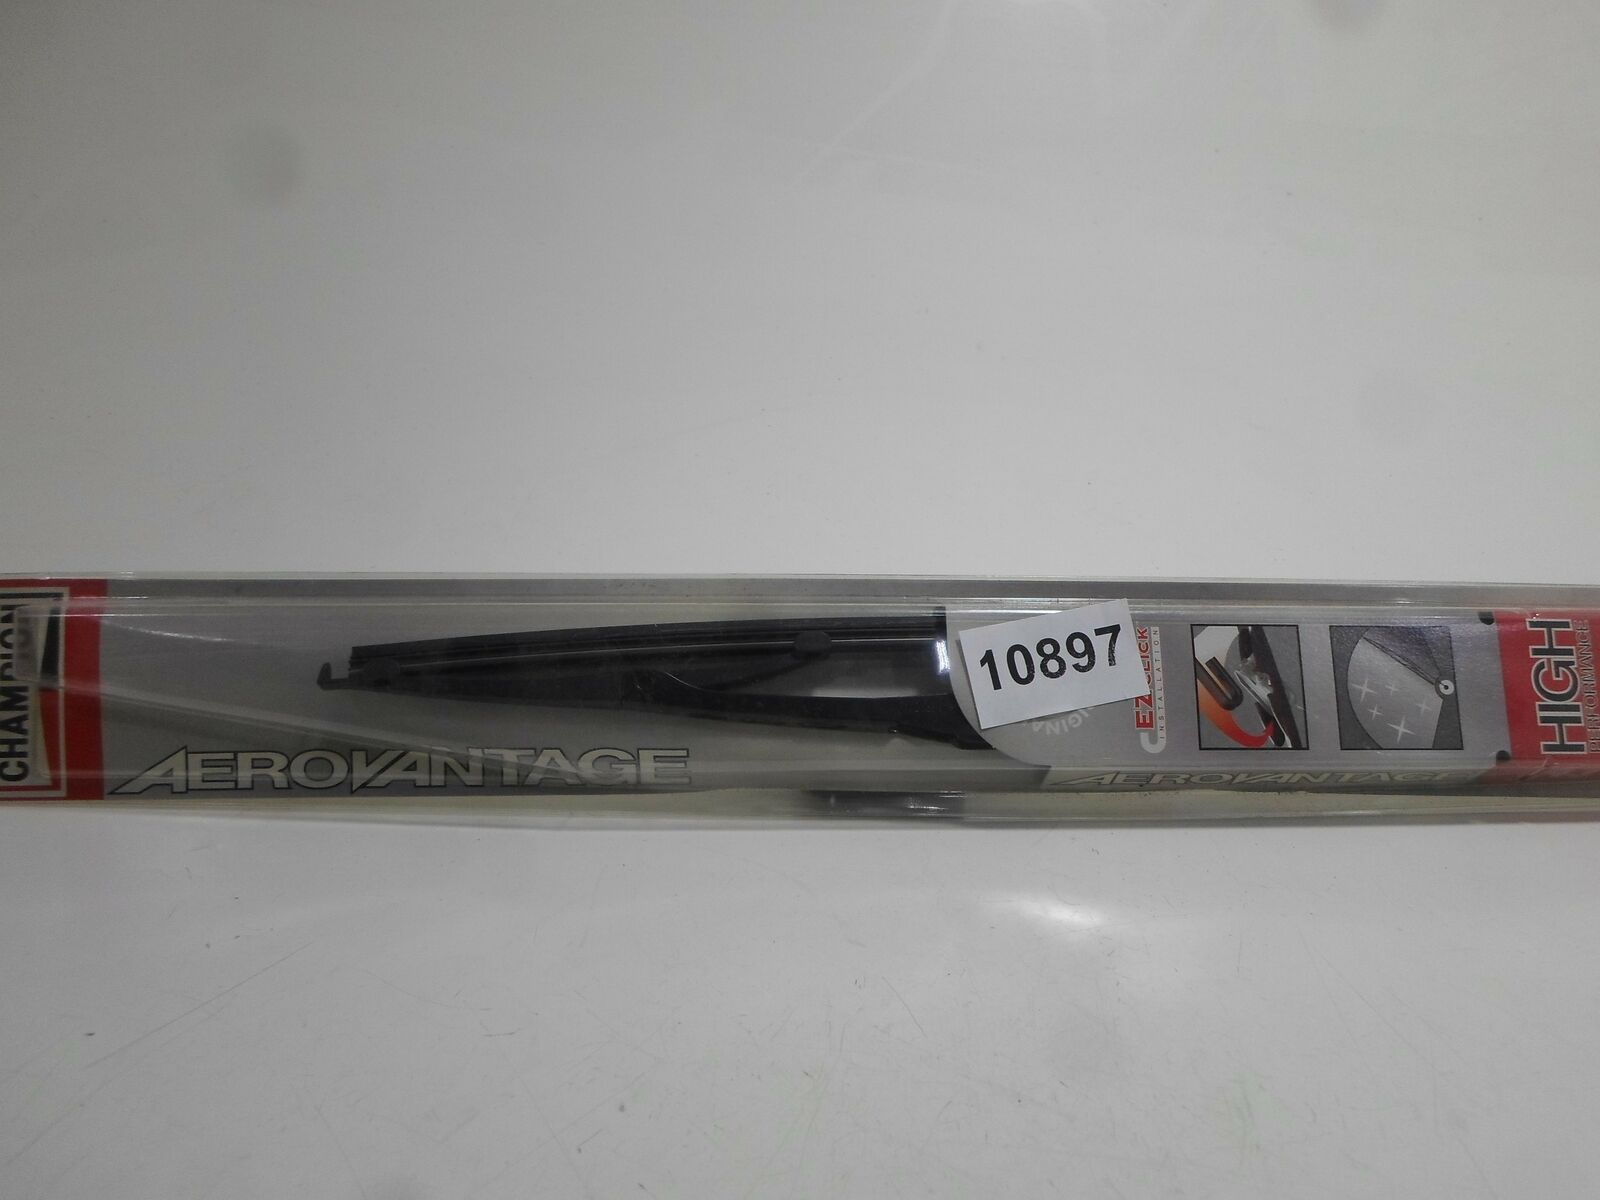 CHAMPION
AEROVANTAGE
10897
EZ CLICK
INSTALLATION
AEROVANTAGE
HIGH
PERFORMANCE